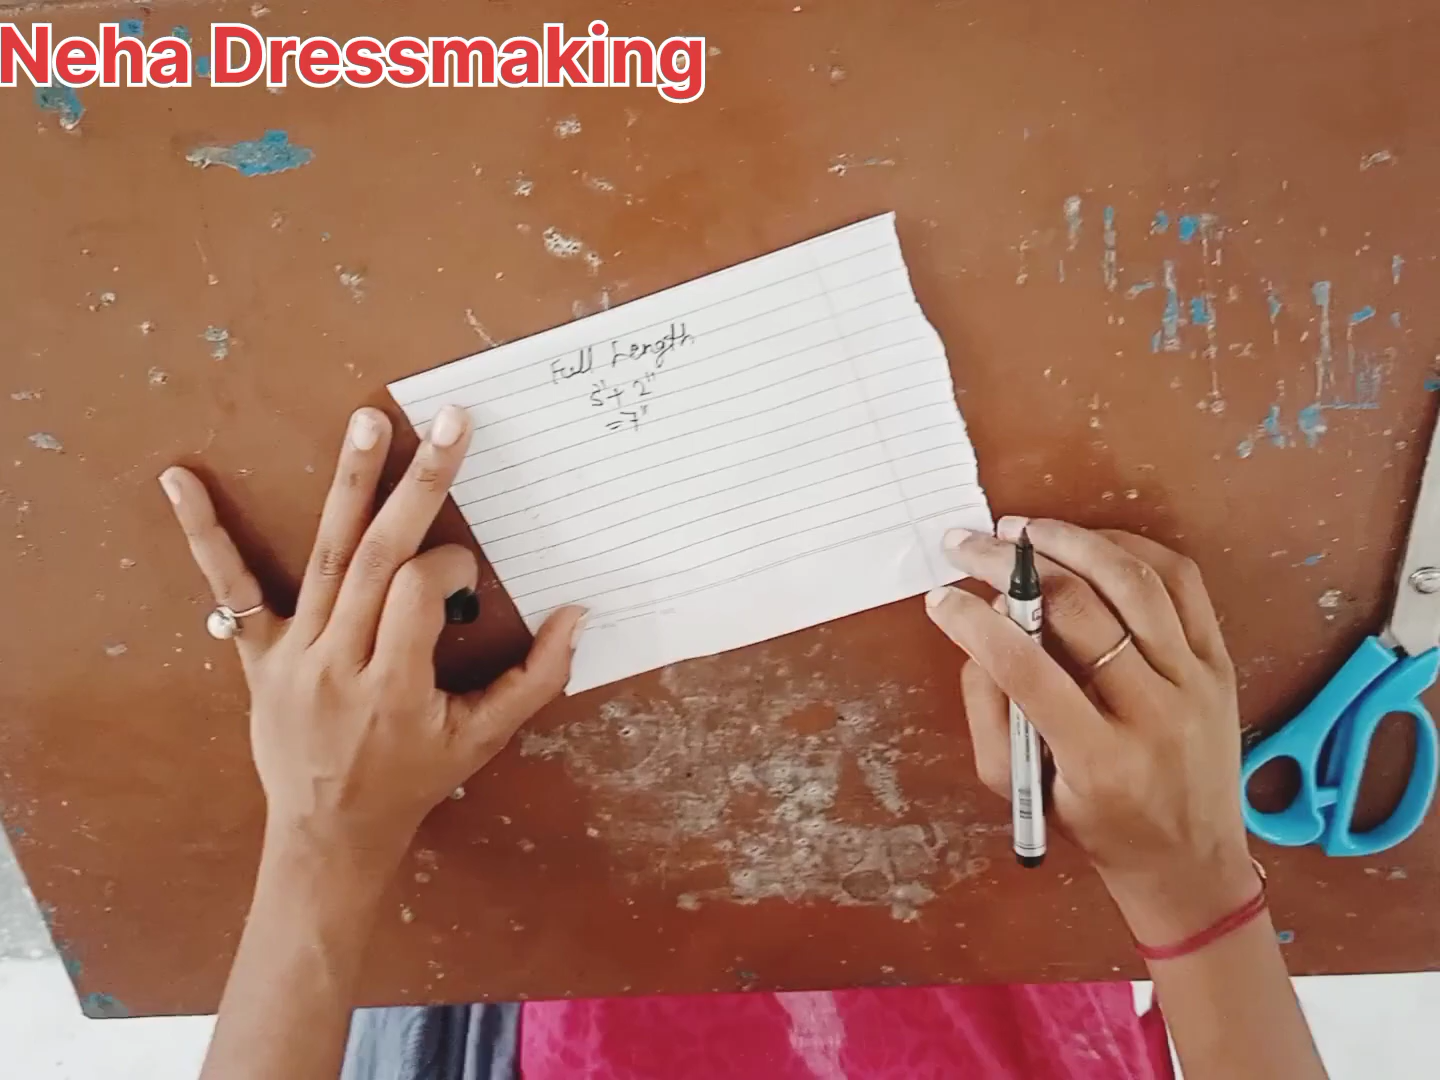 Neha Dressmaking
Full Length
5" + 2"
= 7"